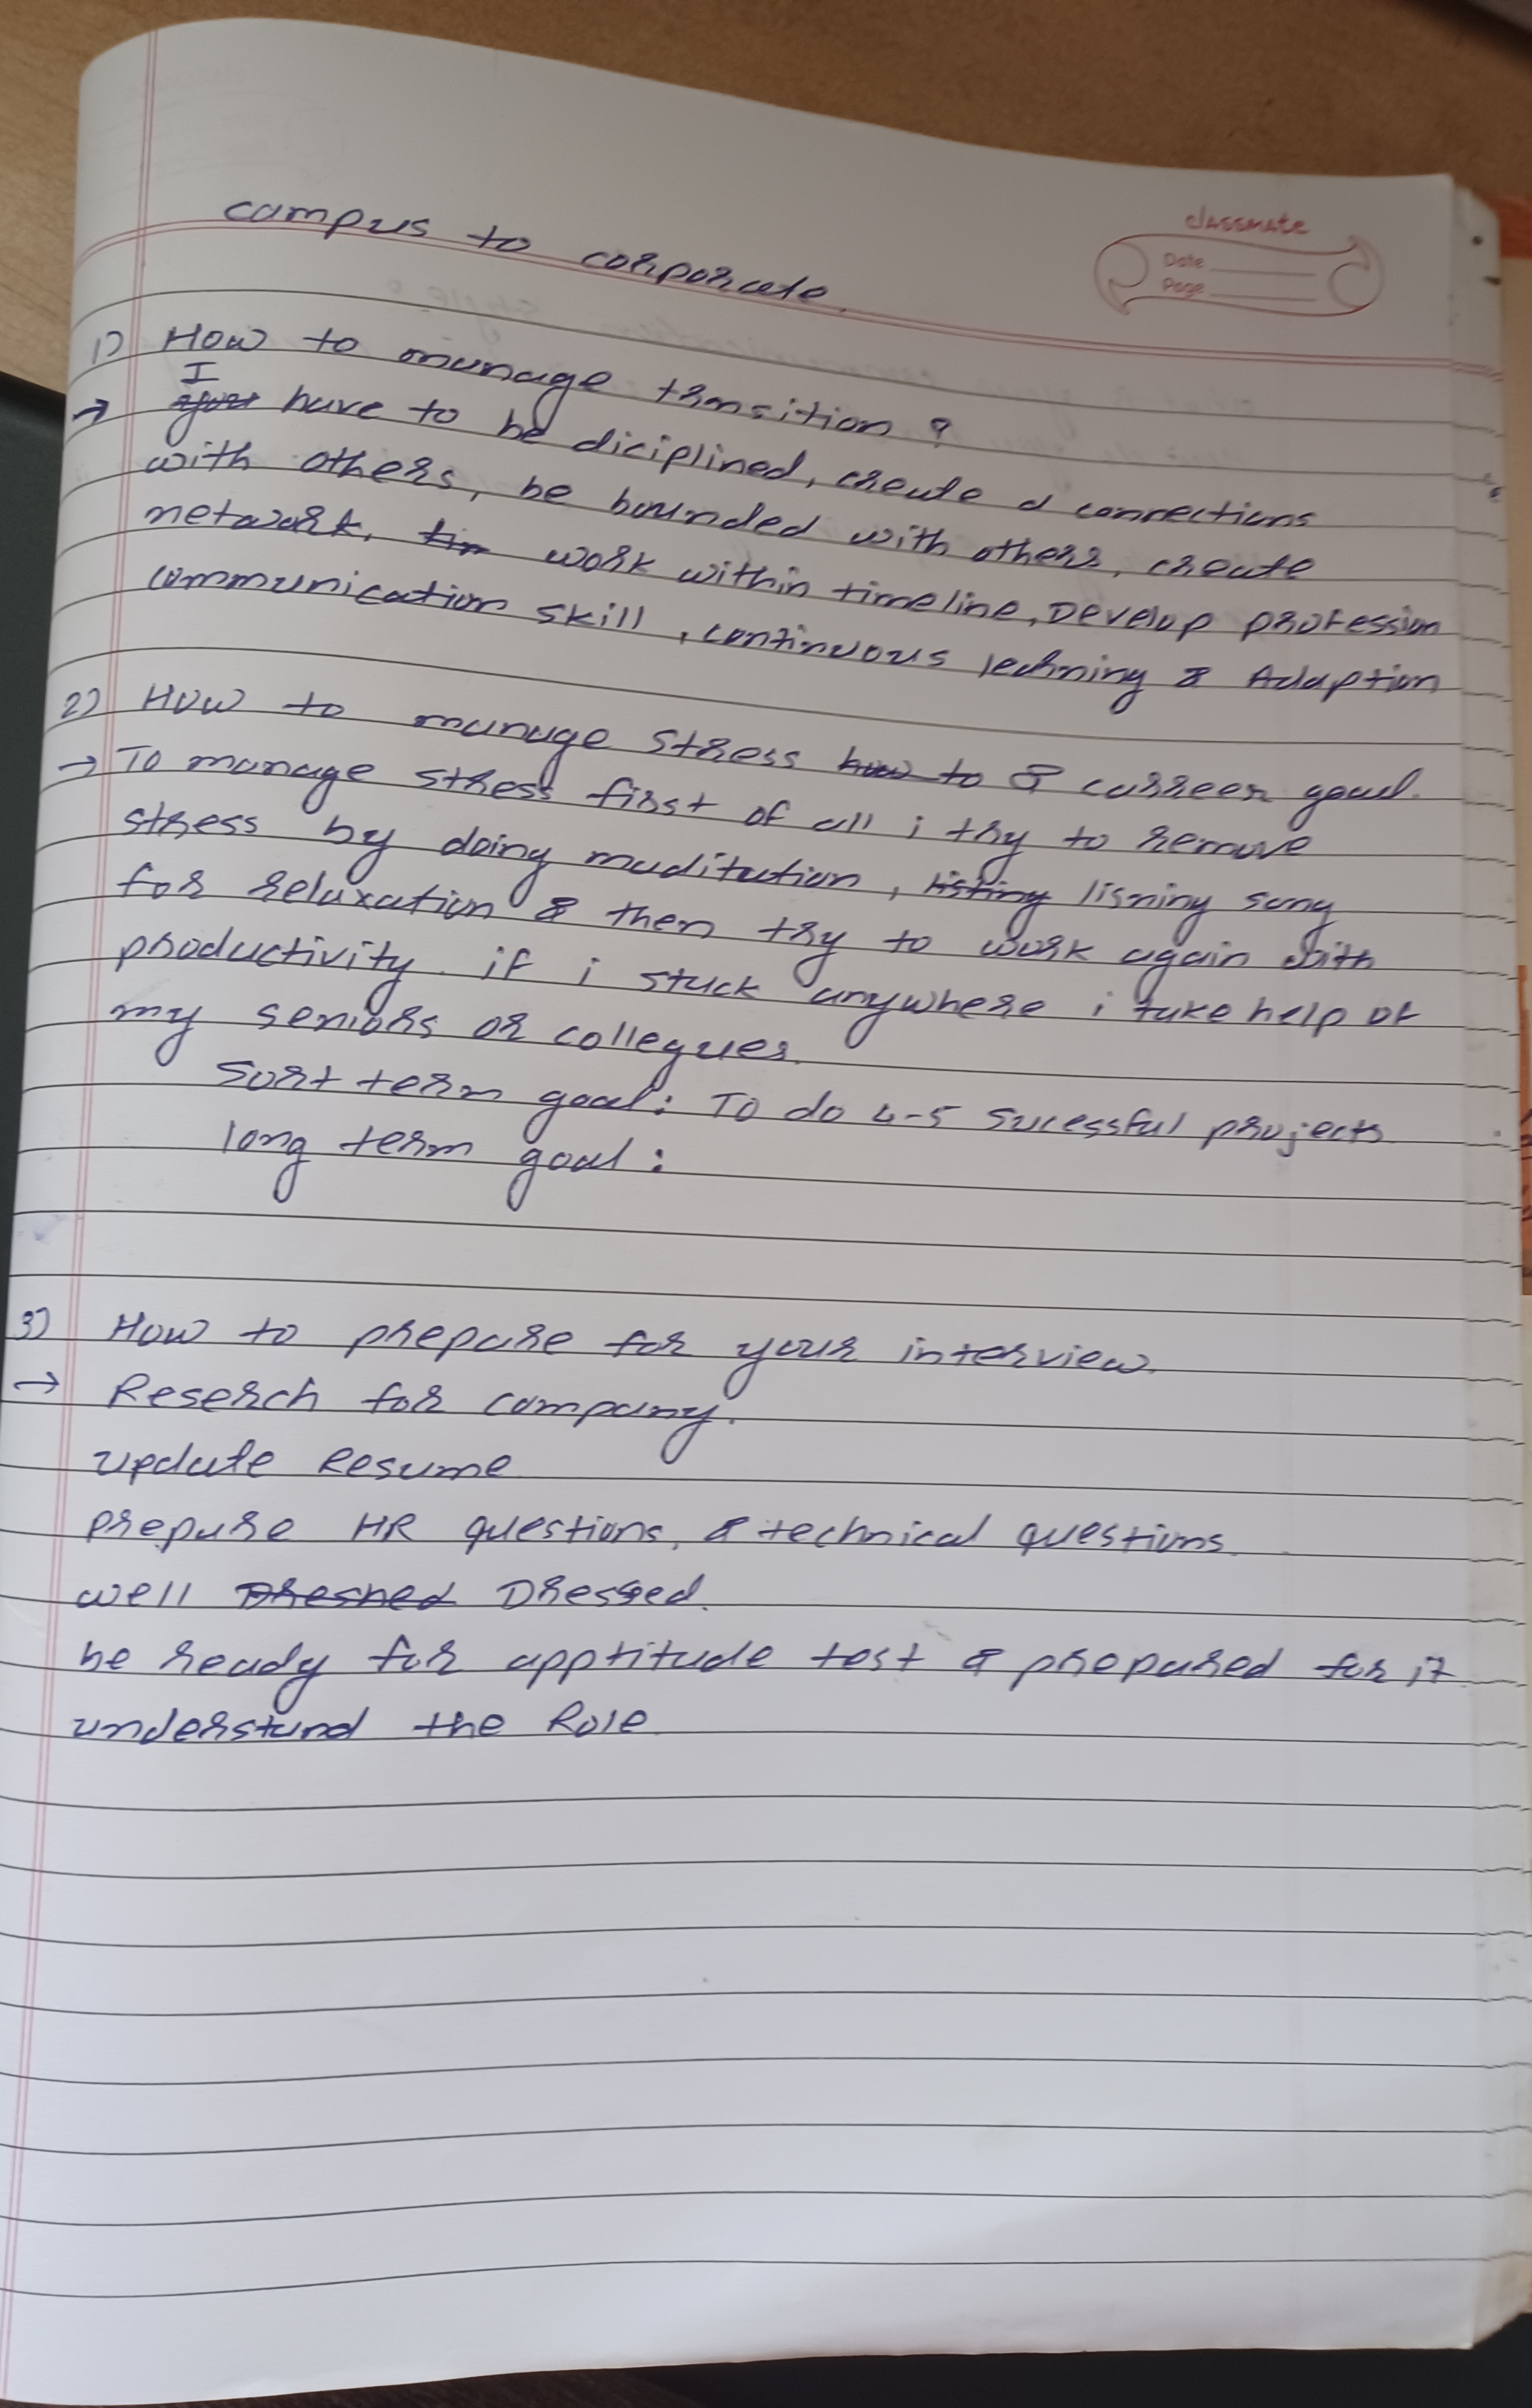 campus to corporate.
classmate
Date
Page
1) How to manage thnsition ?
I
→ have to be diciplined, create a connections
with others, be bounded with others, create
network, work within timeline, Develop profession
communication skill, continuous learning & Adaption
2) How to manage stress & carreer goal.
→ To manage stress first of all i try to remove
stress by doing maditation, lisning song
for relaxation & then try to work again with
productivity. if i stuck anywhere i take help of
my seniors or collegues.
Sort term goal: To do 4-5 sucessful projects
long term goal:
3) How to prepare for your interview.
→ Reserch for company.
update Resume
prepare HR questions, & technical questions.
well Dressed.
be ready for apptitude test & prepared for it.
understand the Role.